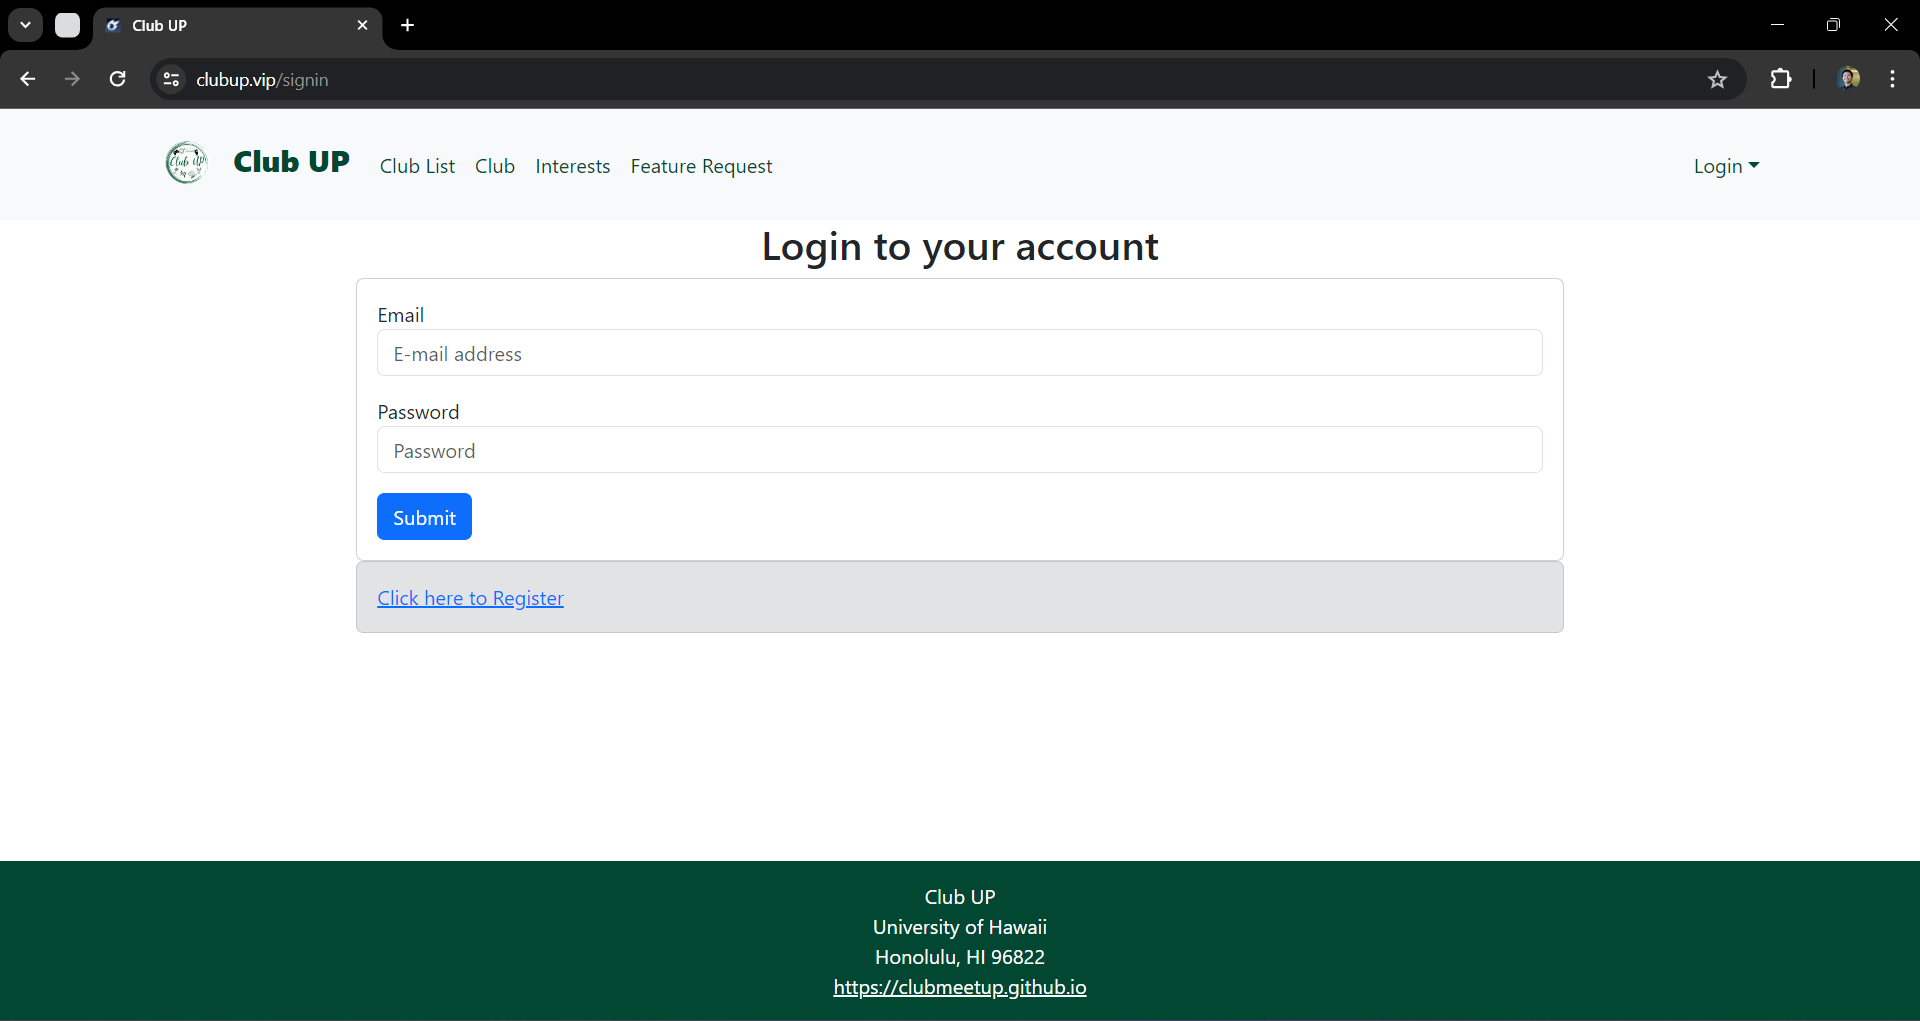 Club UP
clubup.vip/signin
Club UP
Club UP Club List Club Interests Feature Request Login
Login to your account
Email
E-mail address
Password
Password
Submit
Click here to Register
Club UP
University of Hawaii
Honolulu, HI 96822
https://clubmeetup.github.io